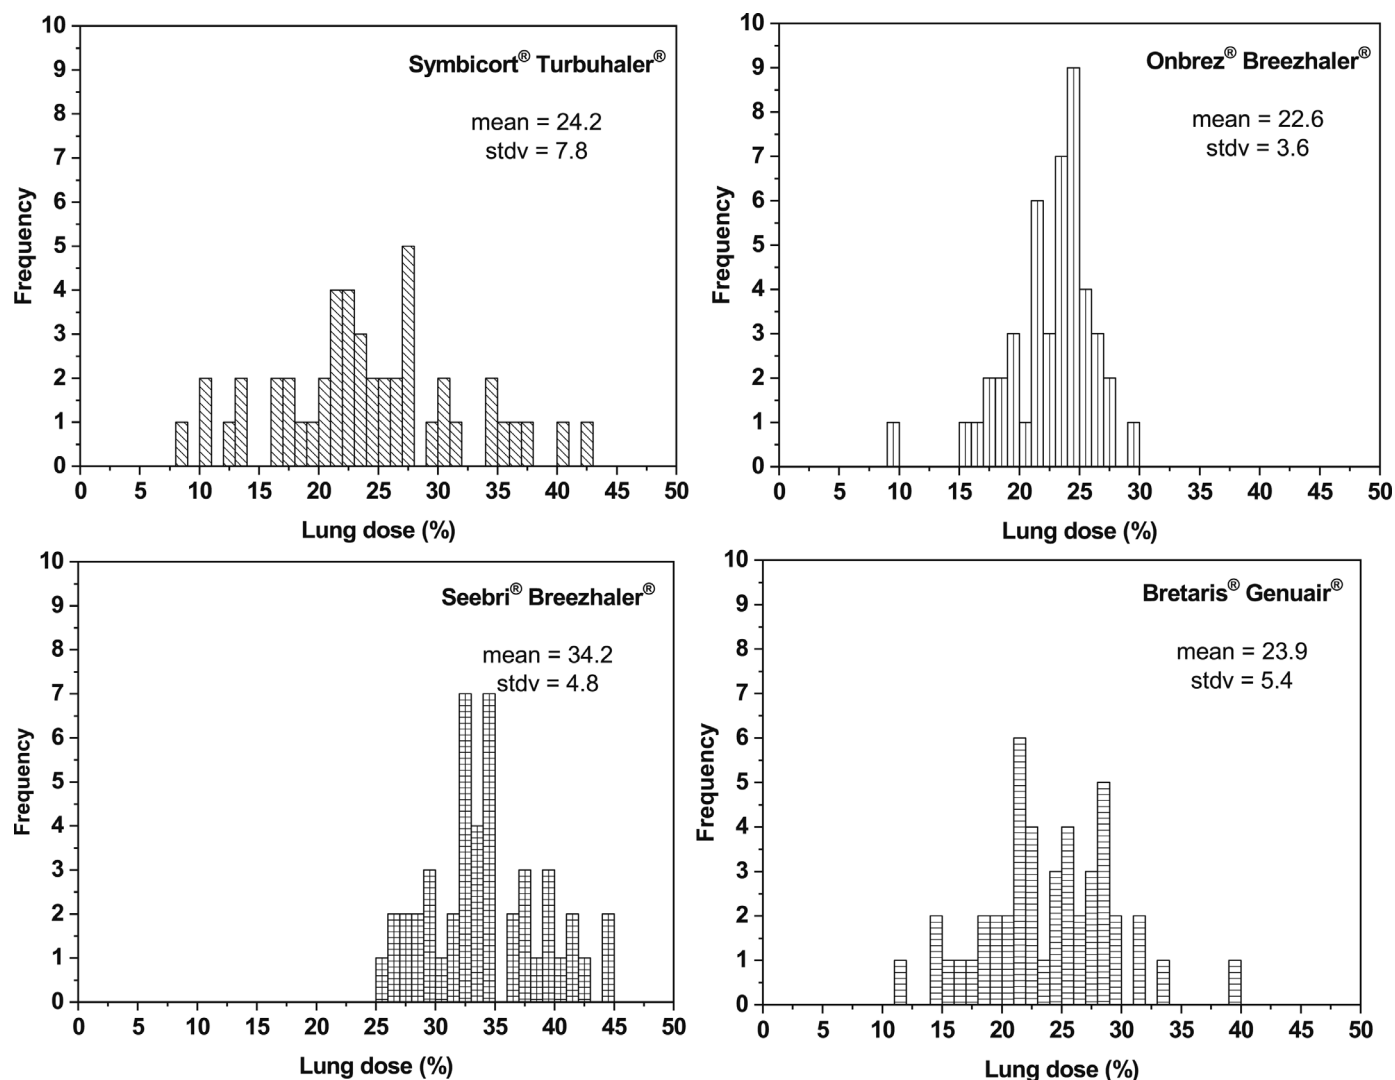 Symbicort® Turbuhaler®
mean = 24.2
stdv = 7.8
Frequency
10
9
8
7
6
5
4
3
2
1
0
0 5 10 15 20 25 30 35 40 45 50
Lung dose (%)
Onbrez® Breezhaler®
mean = 22.6
stdv = 3.6
Frequency
10
9
8
7
6
5
4
3
2
1
0
0 5 10 15 20 25 30 35 40 45 50
Lung dose (%)
Seebri® Breezhaler®
mean = 34.2
stdv = 4.8
Frequency
10
9
8
7
6
5
4
3
2
1
0
0 5 10 15 20 25 30 35 40 45 50
Lung dose (%)
Bretaris® Genuair®
mean = 23.9
stdv = 5.4
Frequency
10
9
8
7
6
5
4
3
2
1
0
0 5 10 15 20 25 30 35 40 45 50
Lung dose (%)